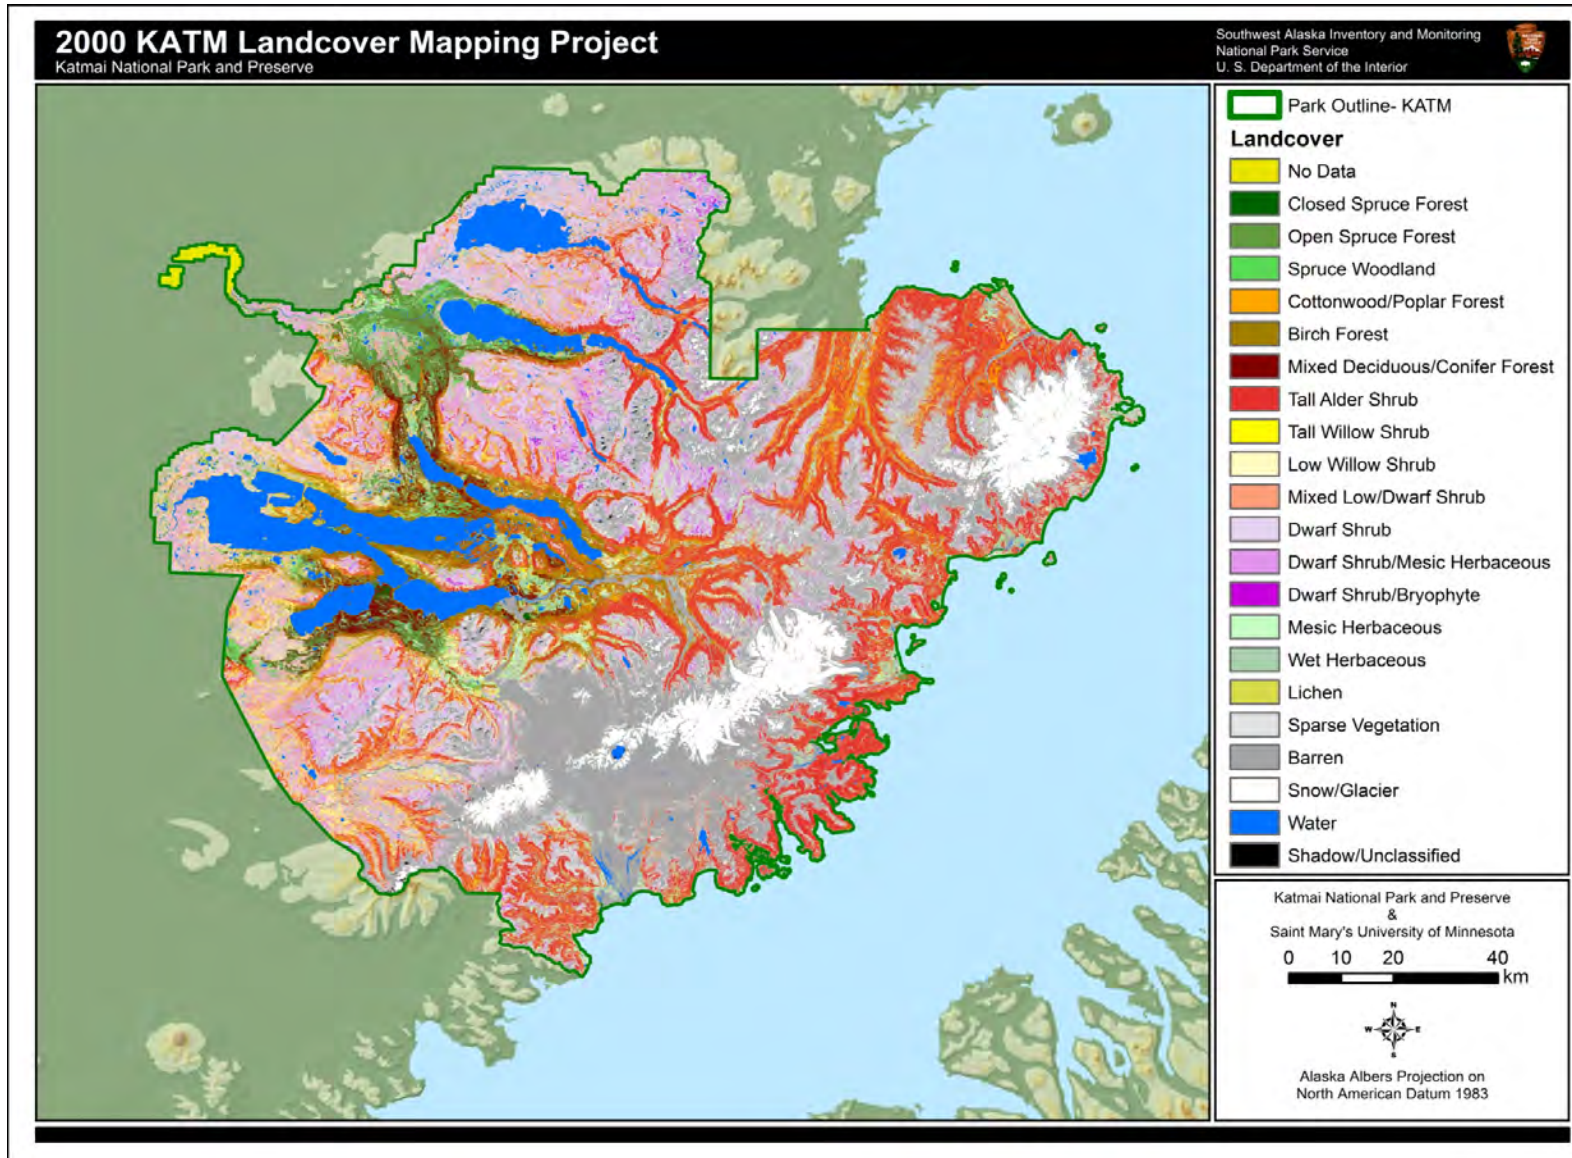 2000 KATM Landcover Mapping Project
Katmai National Park and Preserve
Southwest Alaska Inventory and Monitoring
National Park Service
U. S. Department of the Interior
Park Outline- KATM
Landcover
No Data
Closed Spruce Forest
Open Spruce Forest
Spruce Woodland
Cottonwood/Poplar Forest
Birch Forest
Mixed Deciduous/Conifer Forest
Tall Alder Shrub
Tall Willow Shrub
Low Willow Shrub
Mixed Low/Dwarf Shrub
Dwarf Shrub
Dwarf Shrub/Mesic Herbaceous
Dwarf Shrub/Bryophyte
Mesic Herbaceous
Wet Herbaceous
Lichen
Sparse Vegetation
Barren
Snow/Glacier
Water
Shadow/Unclassified
Katmai National Park and Preserve
&
Saint Mary's University of Minnesota
0 10 20 40
km
N
W E
S
Alaska Albers Projection on
North American Datum 1983